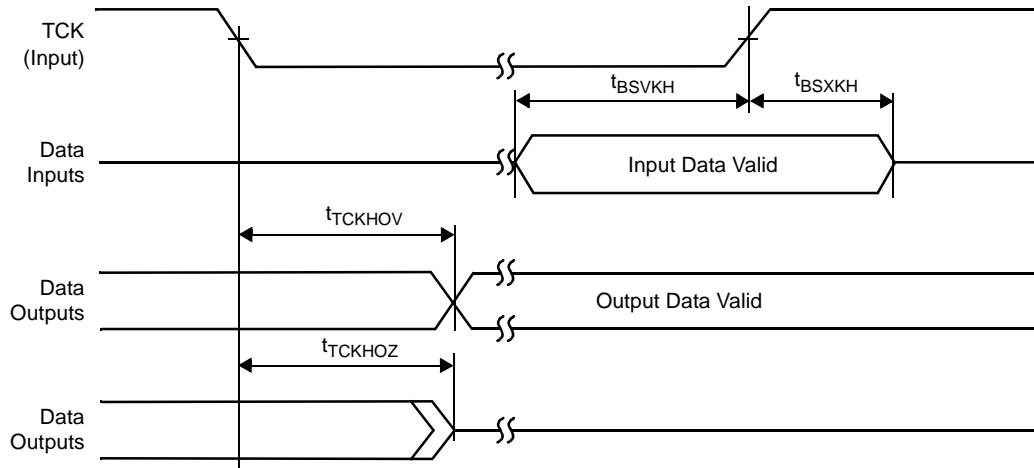 TCK
(Input)
tBSVKH
tBSXKH
Data
Inputs
Input Data Valid
tTCKHOV
Data
Outputs
Output Data Valid
tTCKHOZ
Data
Outputs